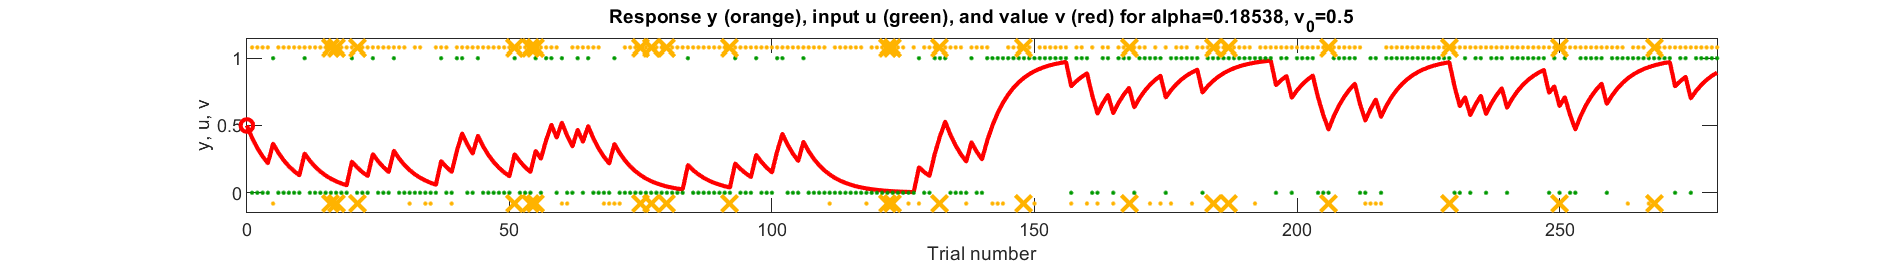 Response y (orange), input u (green), and value v (red) for alpha=0.18538, v0=0.5
1
0.5
0
y, u, v
0 50 100 150 200 250
Trial number